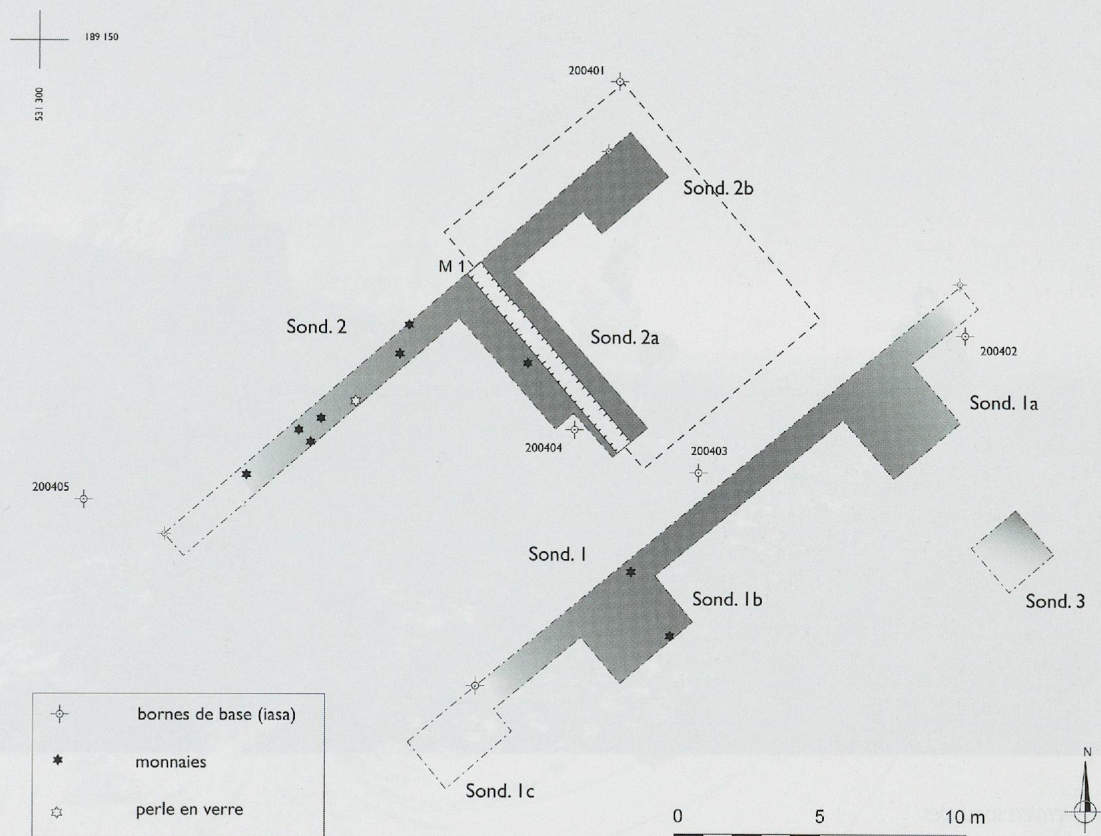 189 150
531 300
200401
Sond. 2b
M 1
Sond. 2
Sond. 2a
200402
Sond. 1a
200404
200403
200405
Sond. 1
Sond. 1b
Sond. 3
Sond. 1c
bornes de base (iasa)
monnaies
perle en verre
N
0 5 10 m